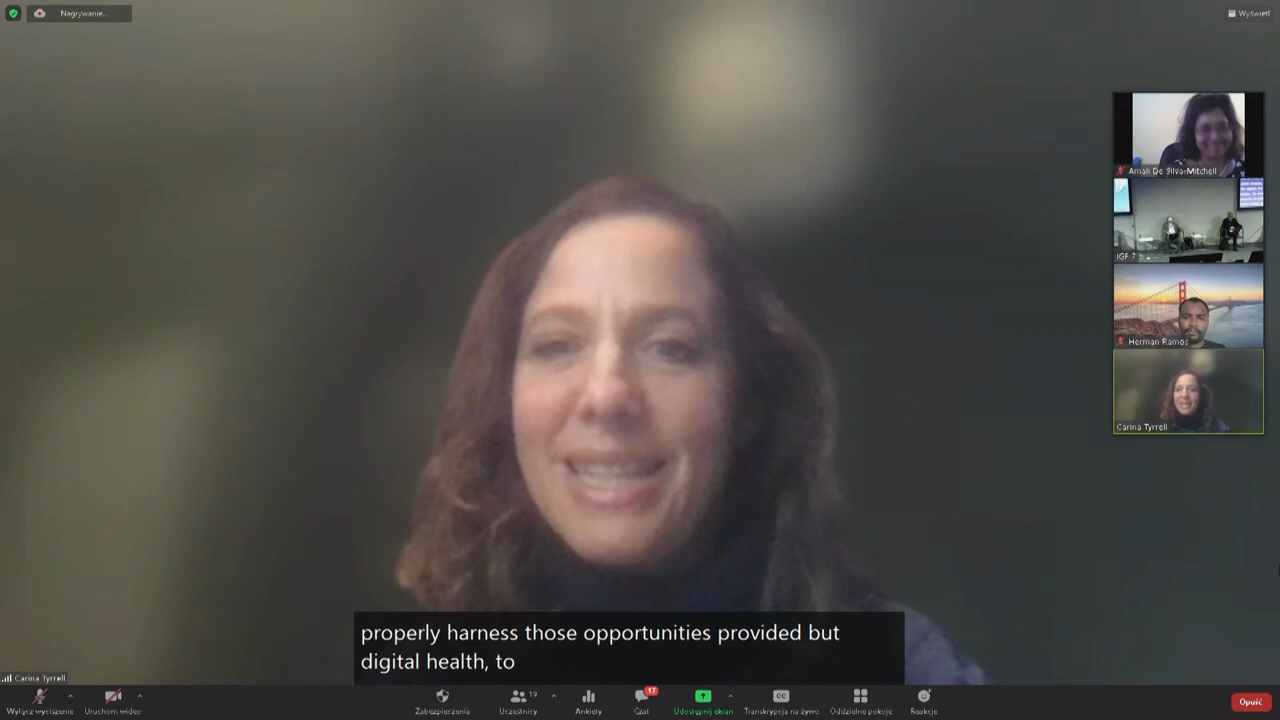 Nagrywanie...
Wyświetl
Amali De Silva-Mitchell
IGF 7
Herman Ramos
Carina Tyrrell
properly harness those opportunities provided but
digital health, to
Carina Tyrrell
Wyłącz wyciszenie
Uruchom wideo
Zabezpieczenia
Uczestnicy
19
Ankiety
Czat
17
Udostępnij ekran
CC
Transkrypcja na żywo
Oddzielne pokoje
Reakcje
Opuść